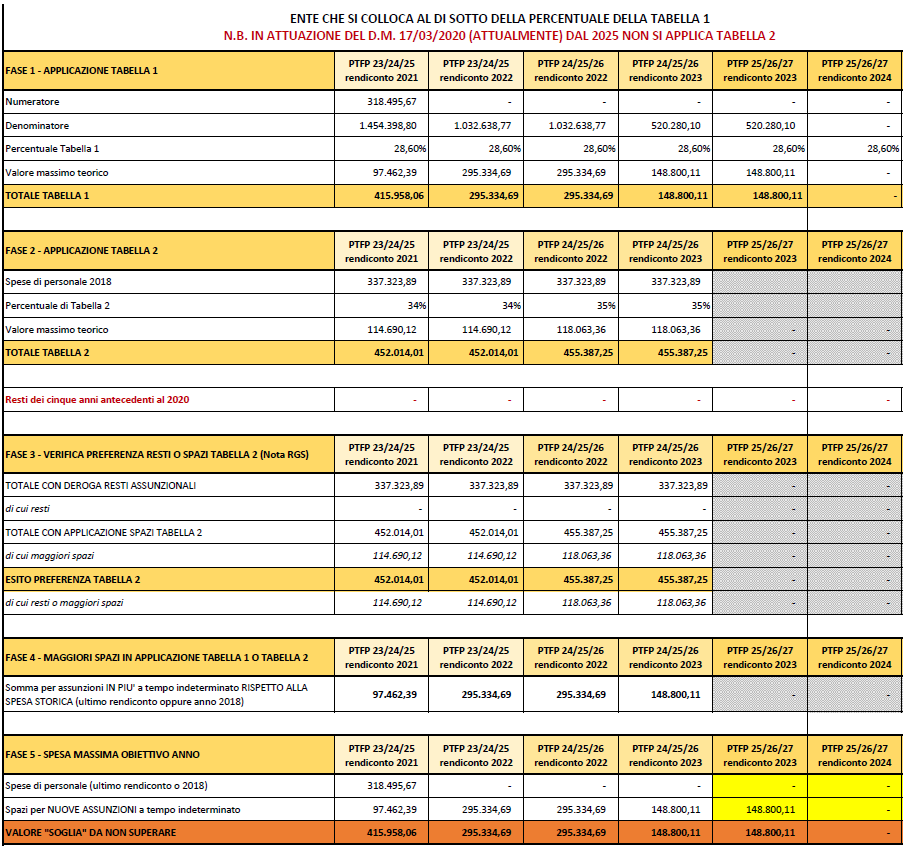 ENTE CHE SI COLLOCA AL DI SOTTO DELLA PERCENTUALE DELLA TABELLA 1
N.B. IN ATTUAZIONE DEL D.M. 17/03/2020 (ATTUALMENTE) DAL 2025 NON SI APPLICA TABELLA 2
FASE 1 - APPLICAZIONE TABELLA 1 PTFP 23/24/25 rendiconto 2021 PTFP 23/24/25 rendiconto 2022 PTFP 24/25/26 rendiconto 2022 PTFP 24/25/26 rendiconto 2023 PTFP 25/26/27 rendiconto 2023 PTFP 25/26/27 rendiconto 2024
Numeratore 318.495,67 - - - - -
Denominatore 1.454.398,80 1.032.638,77 1.032.638,77 520.280,10 520.280,10 -
Percentuale Tabella 1 28,60% 28,60% 28,60% 28,60% 28,60% 28,60%
Valore massimo teorico 97.462,39 295.334,69 295.334,69 148.800,11 148.800,11 -
TOTALE TABELLA 1 415.958,06 295.334,69 295.334,69 148.800,11 148.800,11 -
FASE 2 - APPLICAZIONE TABELLA 2 PTFP 23/24/25 rendiconto 2021 PTFP 23/24/25 rendiconto 2022 PTFP 24/25/26 rendiconto 2022 PTFP 24/25/26 rendiconto 2023 PTFP 25/26/27 rendiconto 2023 PTFP 25/26/27 rendiconto 2024
Spese di personale 2018 337.323,89 337.323,89 337.323,89 337.323,89
Percentuale di Tabella 2 34% 34% 35% 35%
Valore massimo teorico 114.690,12 114.690,12 118.063,36 118.063,36 - -
TOTALE TABELLA 2 452.014,01 452.014,01 455.387,25 455.387,25 - -
Resti dei cinque anni antecedenti al 2020 - - - - - -
FASE 3 - VERIFICA PREFERENZA RESTI O SPAZI TABELLA 2 (Nota RGS) PTFP 23/24/25 rendiconto 2021 PTFP 23/24/25 rendiconto 2022 PTFP 24/25/26 rendiconto 2022 PTFP 24/25/26 rendiconto 2023 PTFP 25/26/27 rendiconto 2023 PTFP 25/26/27 rendiconto 2024
TOTALE CON DEROGA RESTI ASSUNZIONALI 337.323,89 337.323,89 337.323,89 337.323,89 - -
di cui resti - - - - - -
TOTALE CON APPLICAZIONE SPAZI TABELLA 2 452.014,01 452.014,01 455.387,25 455.387,25 - -
di cui maggiori spazi 114.690,12 114.690,12 118.063,36 118.063,36 - -
ESITO PREFERENZA TABELLA 2 452.014,01 452.014,01 455.387,25 455.387,25 - -
di cui resti o maggiori spazi 114.690,12 114.690,12 118.063,36 118.063,36 - -
FASE 4 - MAGGIORI SPAZI IN APPLICAZIONE TABELLA 1 O TABELLA 2 PTFP 23/24/25 rendiconto 2021 PTFP 23/24/25 rendiconto 2022 PTFP 24/25/26 rendiconto 2022 PTFP 24/25/26 rendiconto 2023 PTFP 25/26/27 rendiconto 2023 PTFP 25/26/27 rendiconto 2024
Somma per assunzioni IN PIU' a tempo indeterminato RISPETTO ALLA
SPESA STORICA (ultimo rendiconto oppure anno 2018) 97.462,39 295.334,69 295.334,69 148.800,11 - -
FASE 5 - SPESA MASSIMA OBIETTIVO ANNO PTFP 23/24/25 rendiconto 2021 PTFP 23/24/25 rendiconto 2022 PTFP 24/25/26 rendiconto 2022 PTFP 24/25/26 rendiconto 2023 PTFP 25/26/27 rendiconto 2023 PTFP 25/26/27 rendiconto 2024
Spese di personale (ultimo rendiconto o 2018) 318.495,67 - - - - -
Spazi per NUOVE ASSUNZIONI a tempo indeterminato 97.462,39 295.334,69 295.334,69 148.800,11 148.800,11 -
VALORE "SOGLIA" DA NON SUPERARE 415.958,06 295.334,69 295.334,69 148.800,11 148.800,11 -